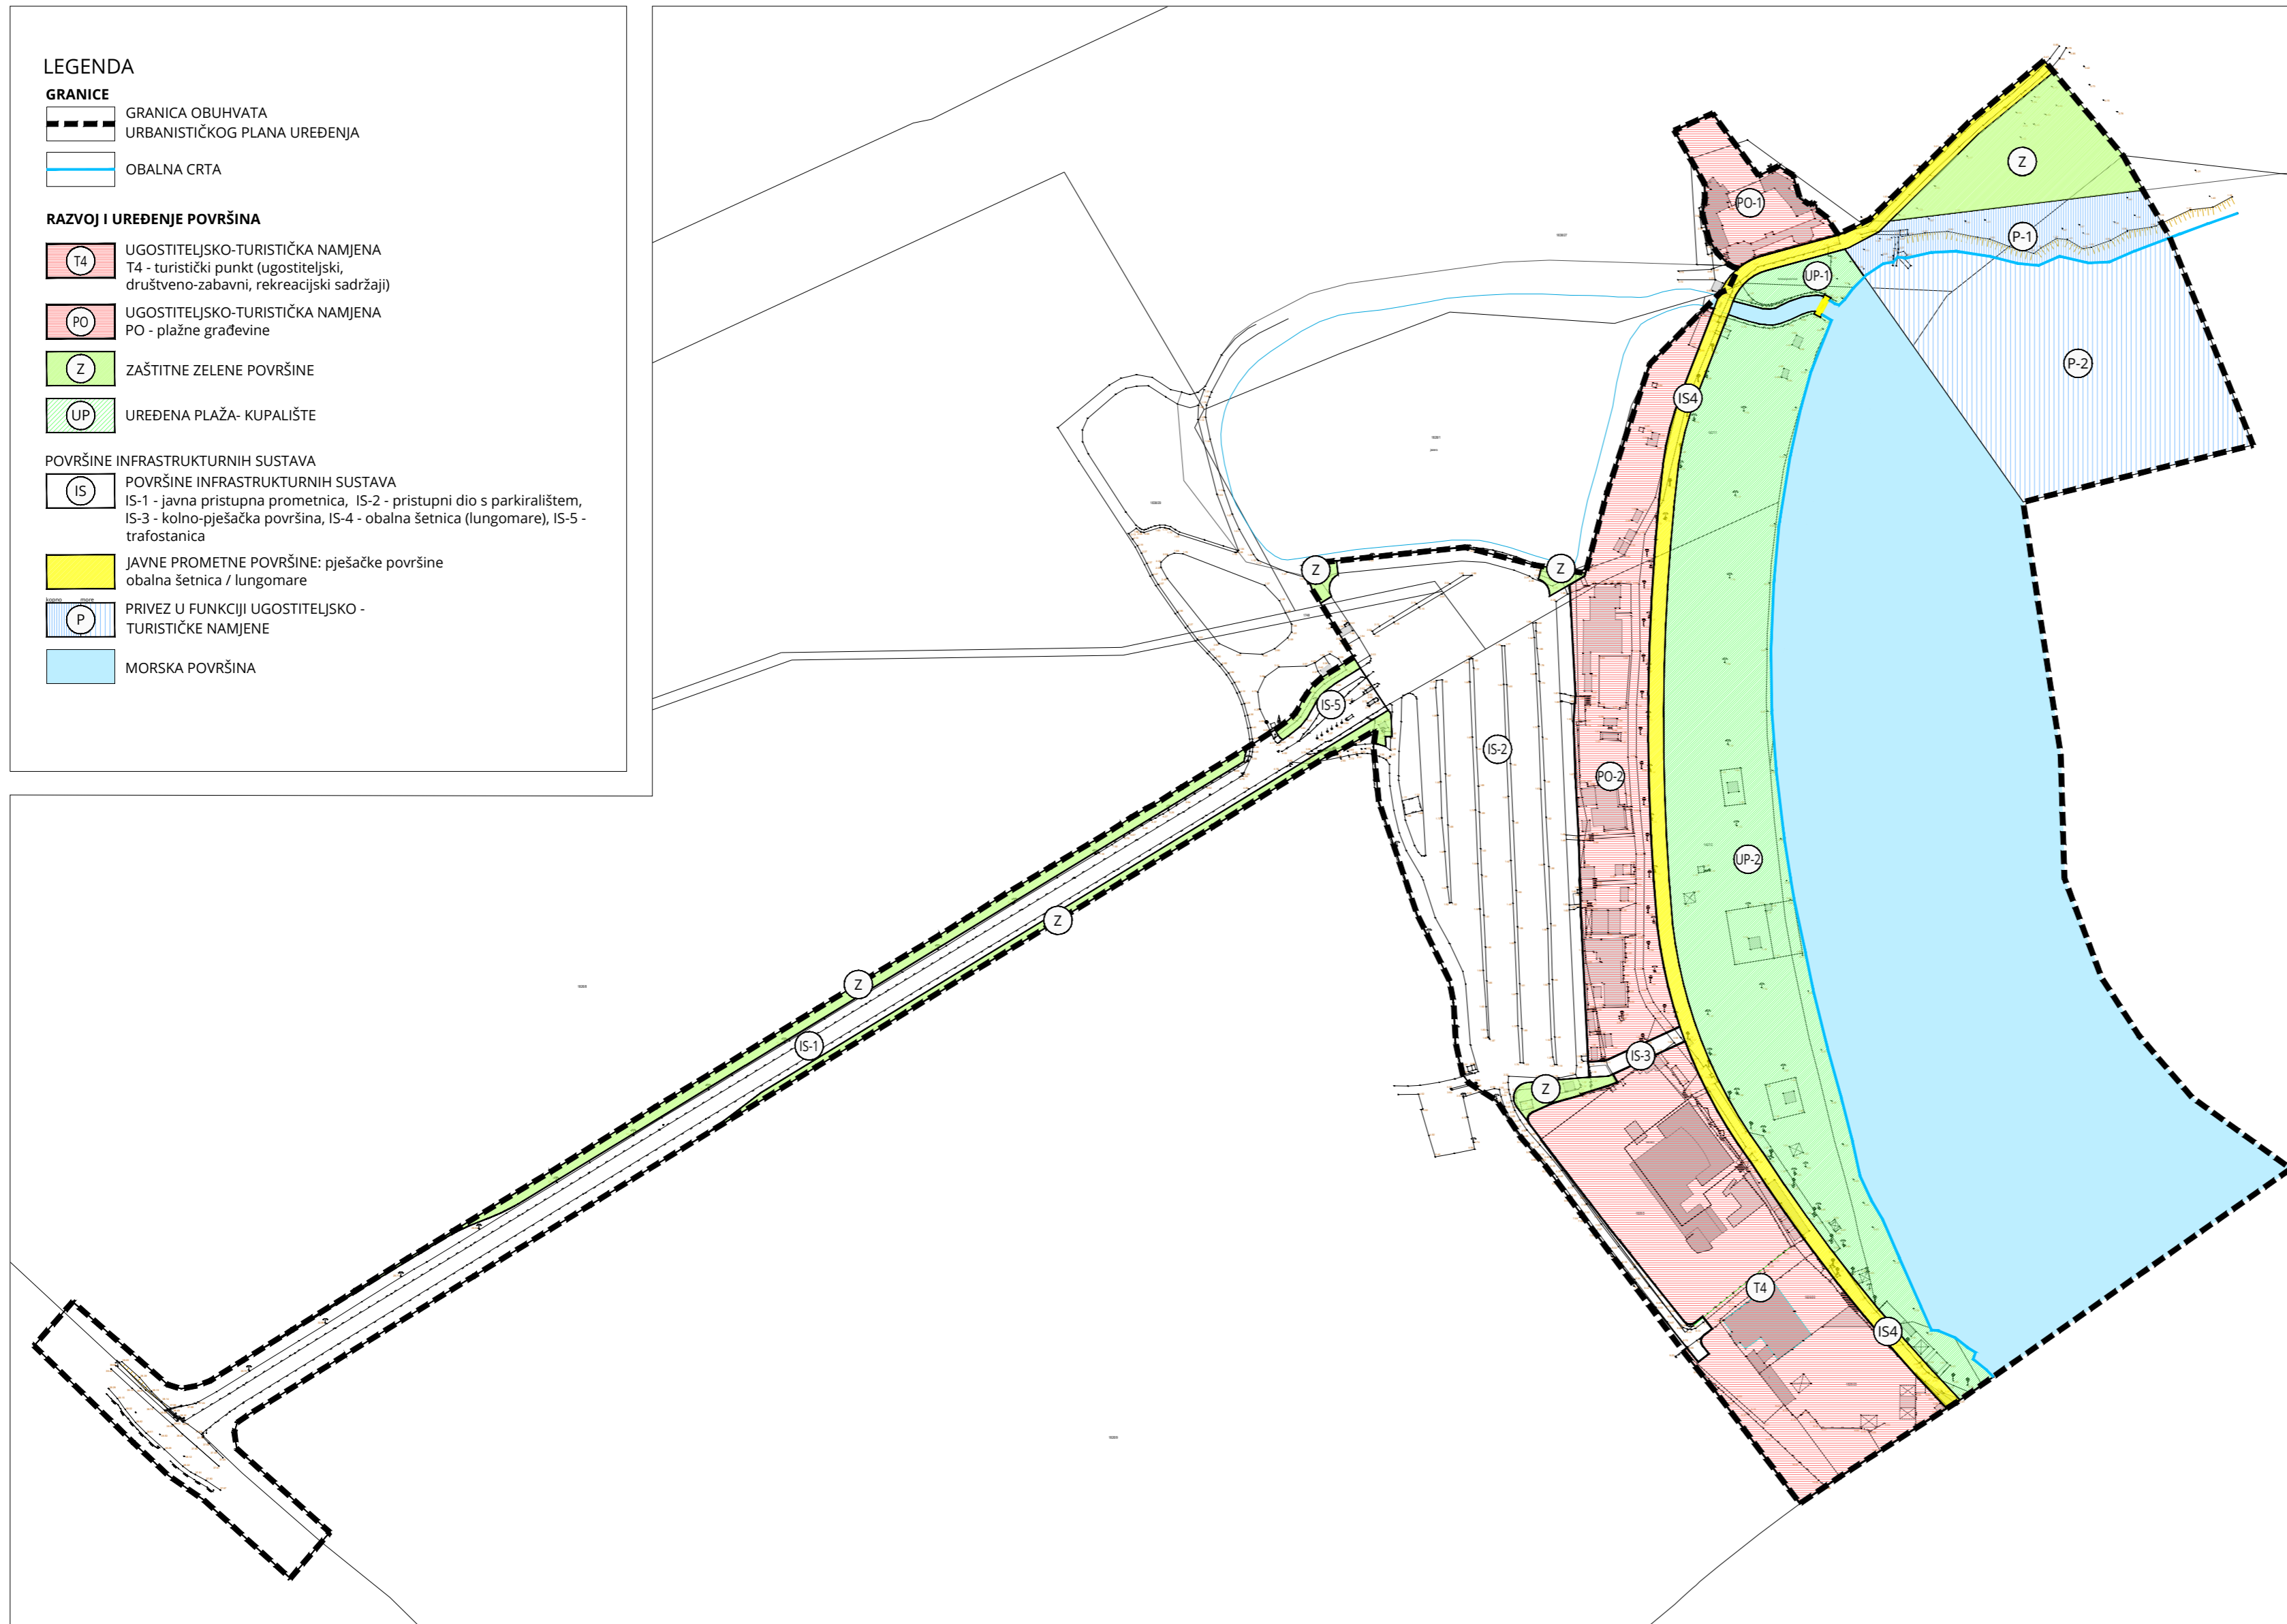 LEGENDA
GRANICE
GRANICA OBUHVATA
URBANISTIČKOG PLANA UREĐENJA
OBALNA CRTA
RAZVOJ I UREĐENJE POVRŠINA
T4
UGOSTITELJSKO-TURISTIČKA NAMJENA
T4 - turistički punkt (ugostiteljski,
društveno-zabavni, rekreacijski sadržaji)
PO
UGOSTITELJSKO-TURISTIČKA NAMJENA
PO - plažne građevine
Z
ZAŠTITNE ZELENE POVRŠINE
UP
UREĐENA PLAŽA- KUPALIŠTE
POVRŠINE INFRASTRUKTURNIH SUSTAVA
IS
POVRŠINE INFRASTRUKTURNIH SUSTAVA
IS-1 - javna pristupna prometnica, IS-2 - pristupni dio s parkiralištem,
IS-3 - kolno-pješačka površina, IS-4 - obalna šetnica (lungomare), IS-5 -
trafostanica
JAVNE PROMETNE POVRŠINE: pješačke površine
obalna šetnica / lungomare
kopno more
P
PRIVEZ U FUNKCIJI UGOSTITELJSKO -
TURISTIČKE NAMJENE
MORSKA POVRŠINA
Z
PO-1
P-1
UP-1
P-2
IS4
Z
Z
IS-5
IS-2
PO-2
UP-2
Z
Z
IS-1
IS-3
Z
T4
IS4